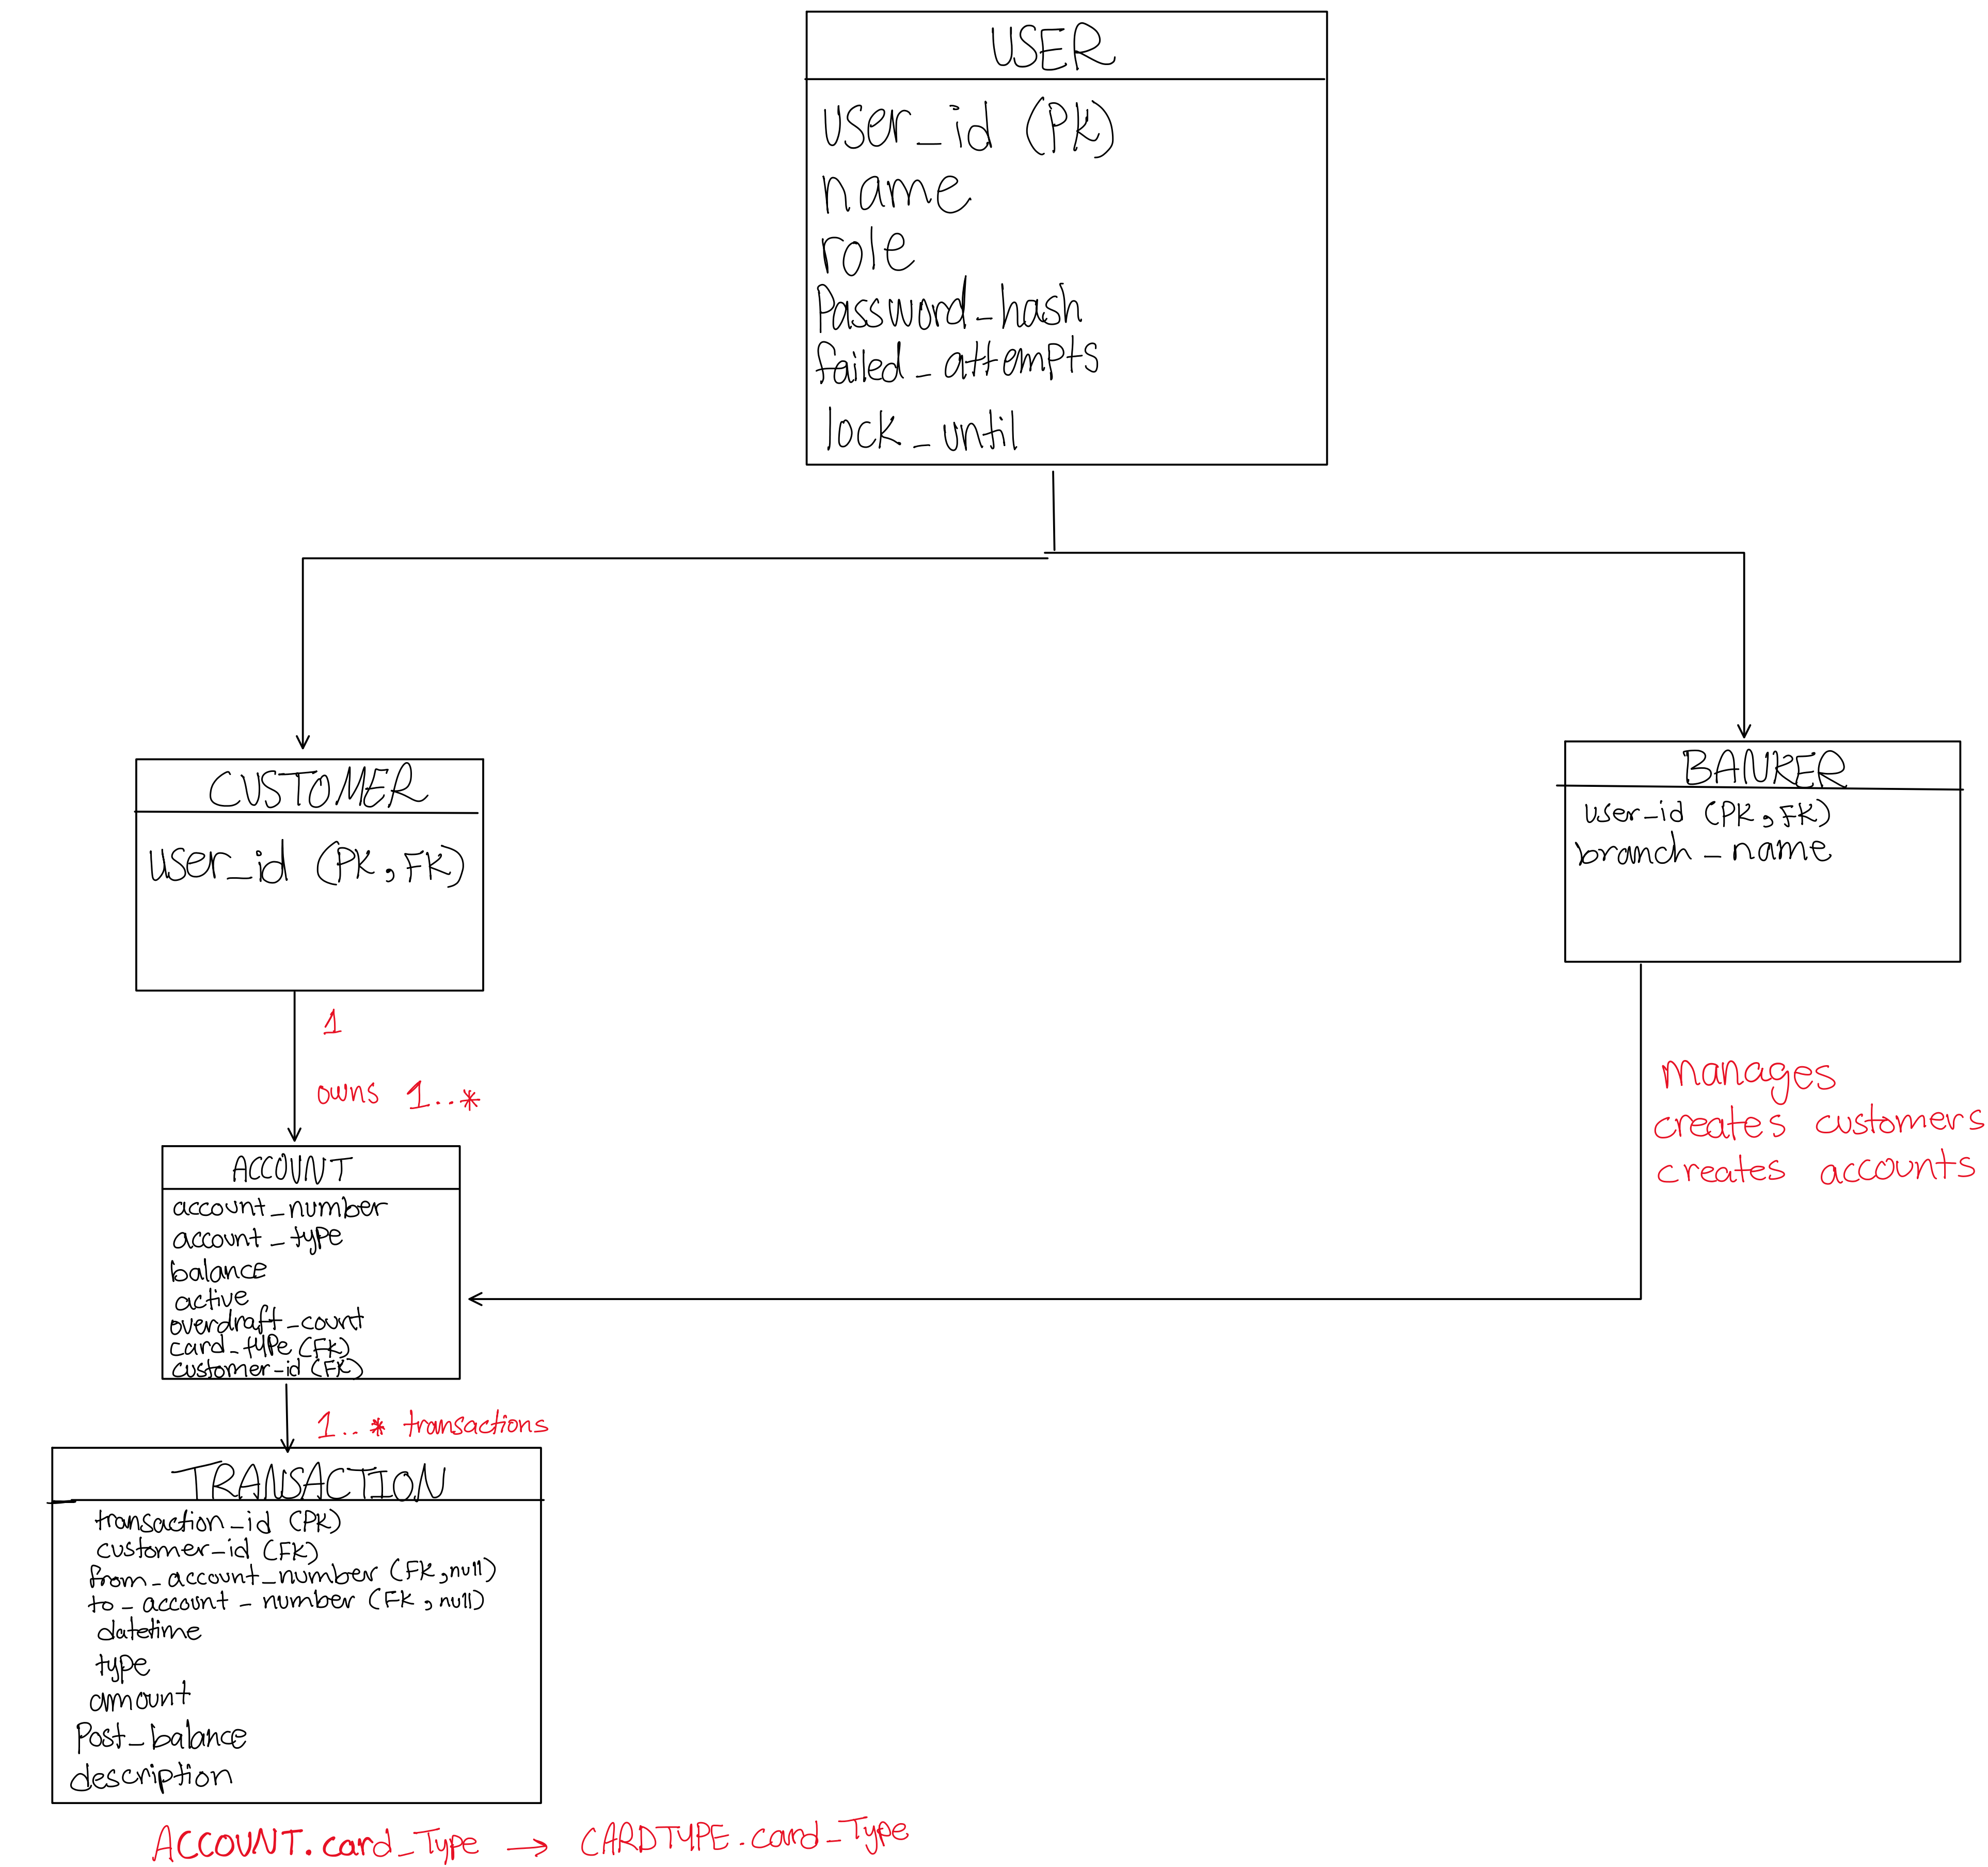 USER
user_id (PK)
name
role
Password_hash
failed_attempts
lock_until
CUSTOMER
user_id (PK, FK)
BANKER
user_id (PK, FK)
branch_name
1
owns 1..*
manages
creates customers
creates accounts
ACCOUNT
account_number
account_type
balance
active
overdraft_count
card_type (FK)
customer_id (FK)
1..* transactions
TRANSACTION
transaction_id (PK)
customer_id (FK)
from_account_number (FK, null)
to_account_number (FK, null)
datetime
type
amount
Post_balance
description
ACCOUNT.card_Type → CARDTYPE.card_Type